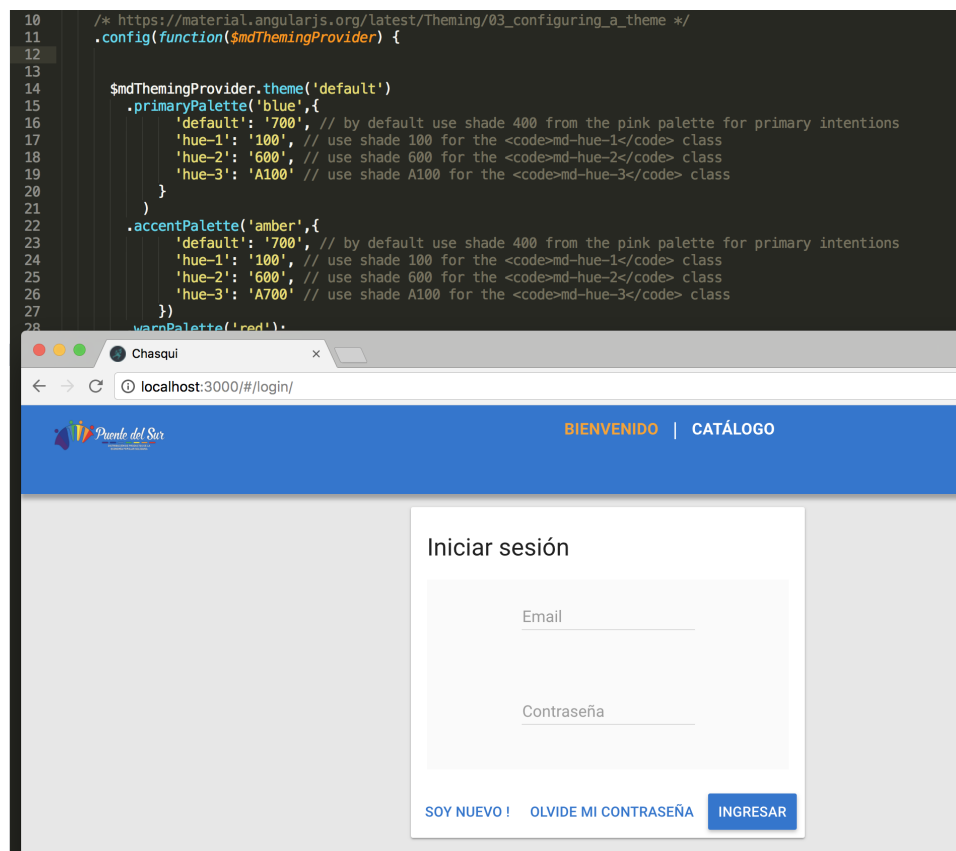 10 /* https://material.angularjs.org/latest/Theming/03_configuring_a_theme */
11 .config(function($mdThemingProvider) {
12
13
14 $mdThemingProvider.theme('default')
15 .primaryPalette('blue',{
16 'default': '700', // by default use shade 400 from the pink palette for primary intentions
17 'hue-1': '100', // use shade 100 for the <code>md-hue-1</code> class
18 'hue-2': '600', // use shade 600 for the <code>md-hue-2</code> class
19 'hue-3': 'A100' // use shade A100 for the <code>md-hue-3</code> class
20 }
21 )
22 .accentPalette('amber',{
23 'default': '700', // by default use shade 400 from the pink palette for primary intentions
24 'hue-1': '100', // use shade 100 for the <code>md-hue-1</code> class
25 'hue-2': '600', // use shade 600 for the <code>md-hue-2</code> class
26 'hue-3': 'A700' // use shade A100 for the <code>md-hue-3</code> class
27 })
28 .warnPalette('red');
Chasqui
localhost:3000/#/login/
Puente del Sur
BIENVENIDO | CATÁLOGO
Iniciar sesión
Email
Contraseña
SOY NUEVO ! OLVIDE MI CONTRASEÑA INGRESAR